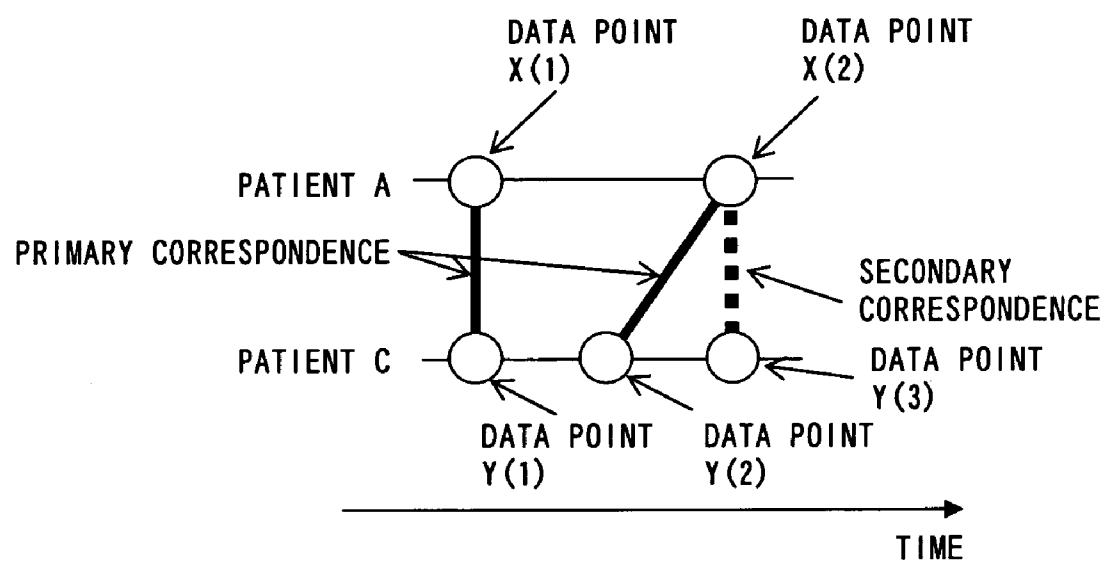 DATA POINT
X(1)
DATA POINT
X(2)
PATIENT A
PRIMARY CORRESPONDENCE
SECONDARY
CORRESPONDENCE
PATIENT C
DATA POINT
Y(3)
DATA POINT
Y(1)
DATA POINT
Y(2)
TIME